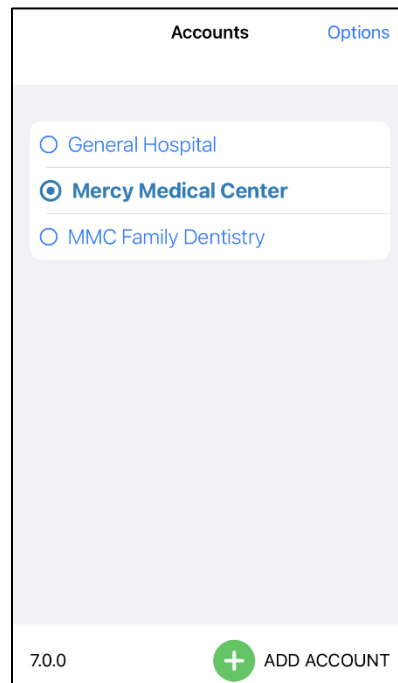 Accounts Options
General Hospital
Mercy Medical Center
MMC Family Dentistry
7.0.0 ADD ACCOUNT